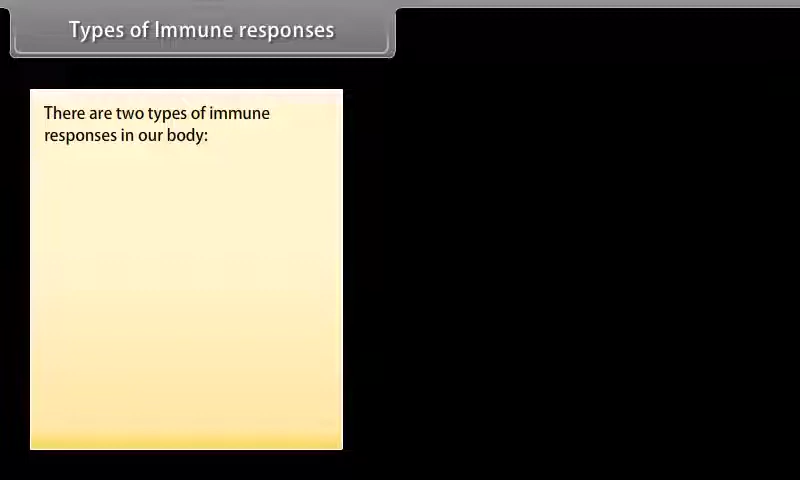 Types of Immune responses
There are two types of immune
responses in our body: